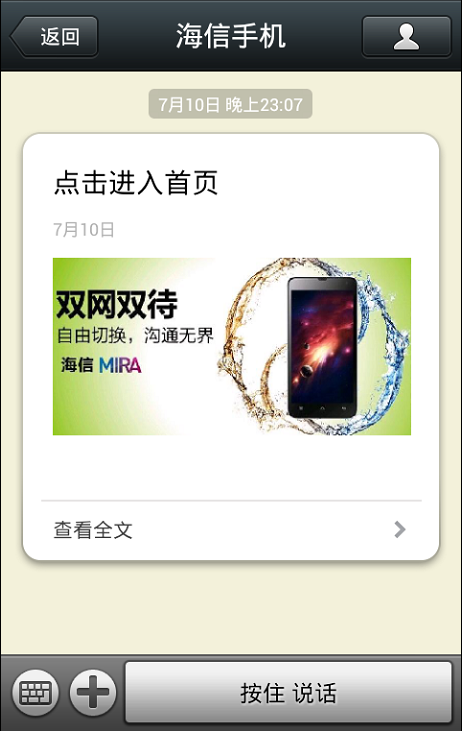 返回
海信手机
7月10日 晚上23:07
点击进入首页
7月10日
双网双待
自由切换，沟通无界
海信 MIRA
查看全文
按住 说话